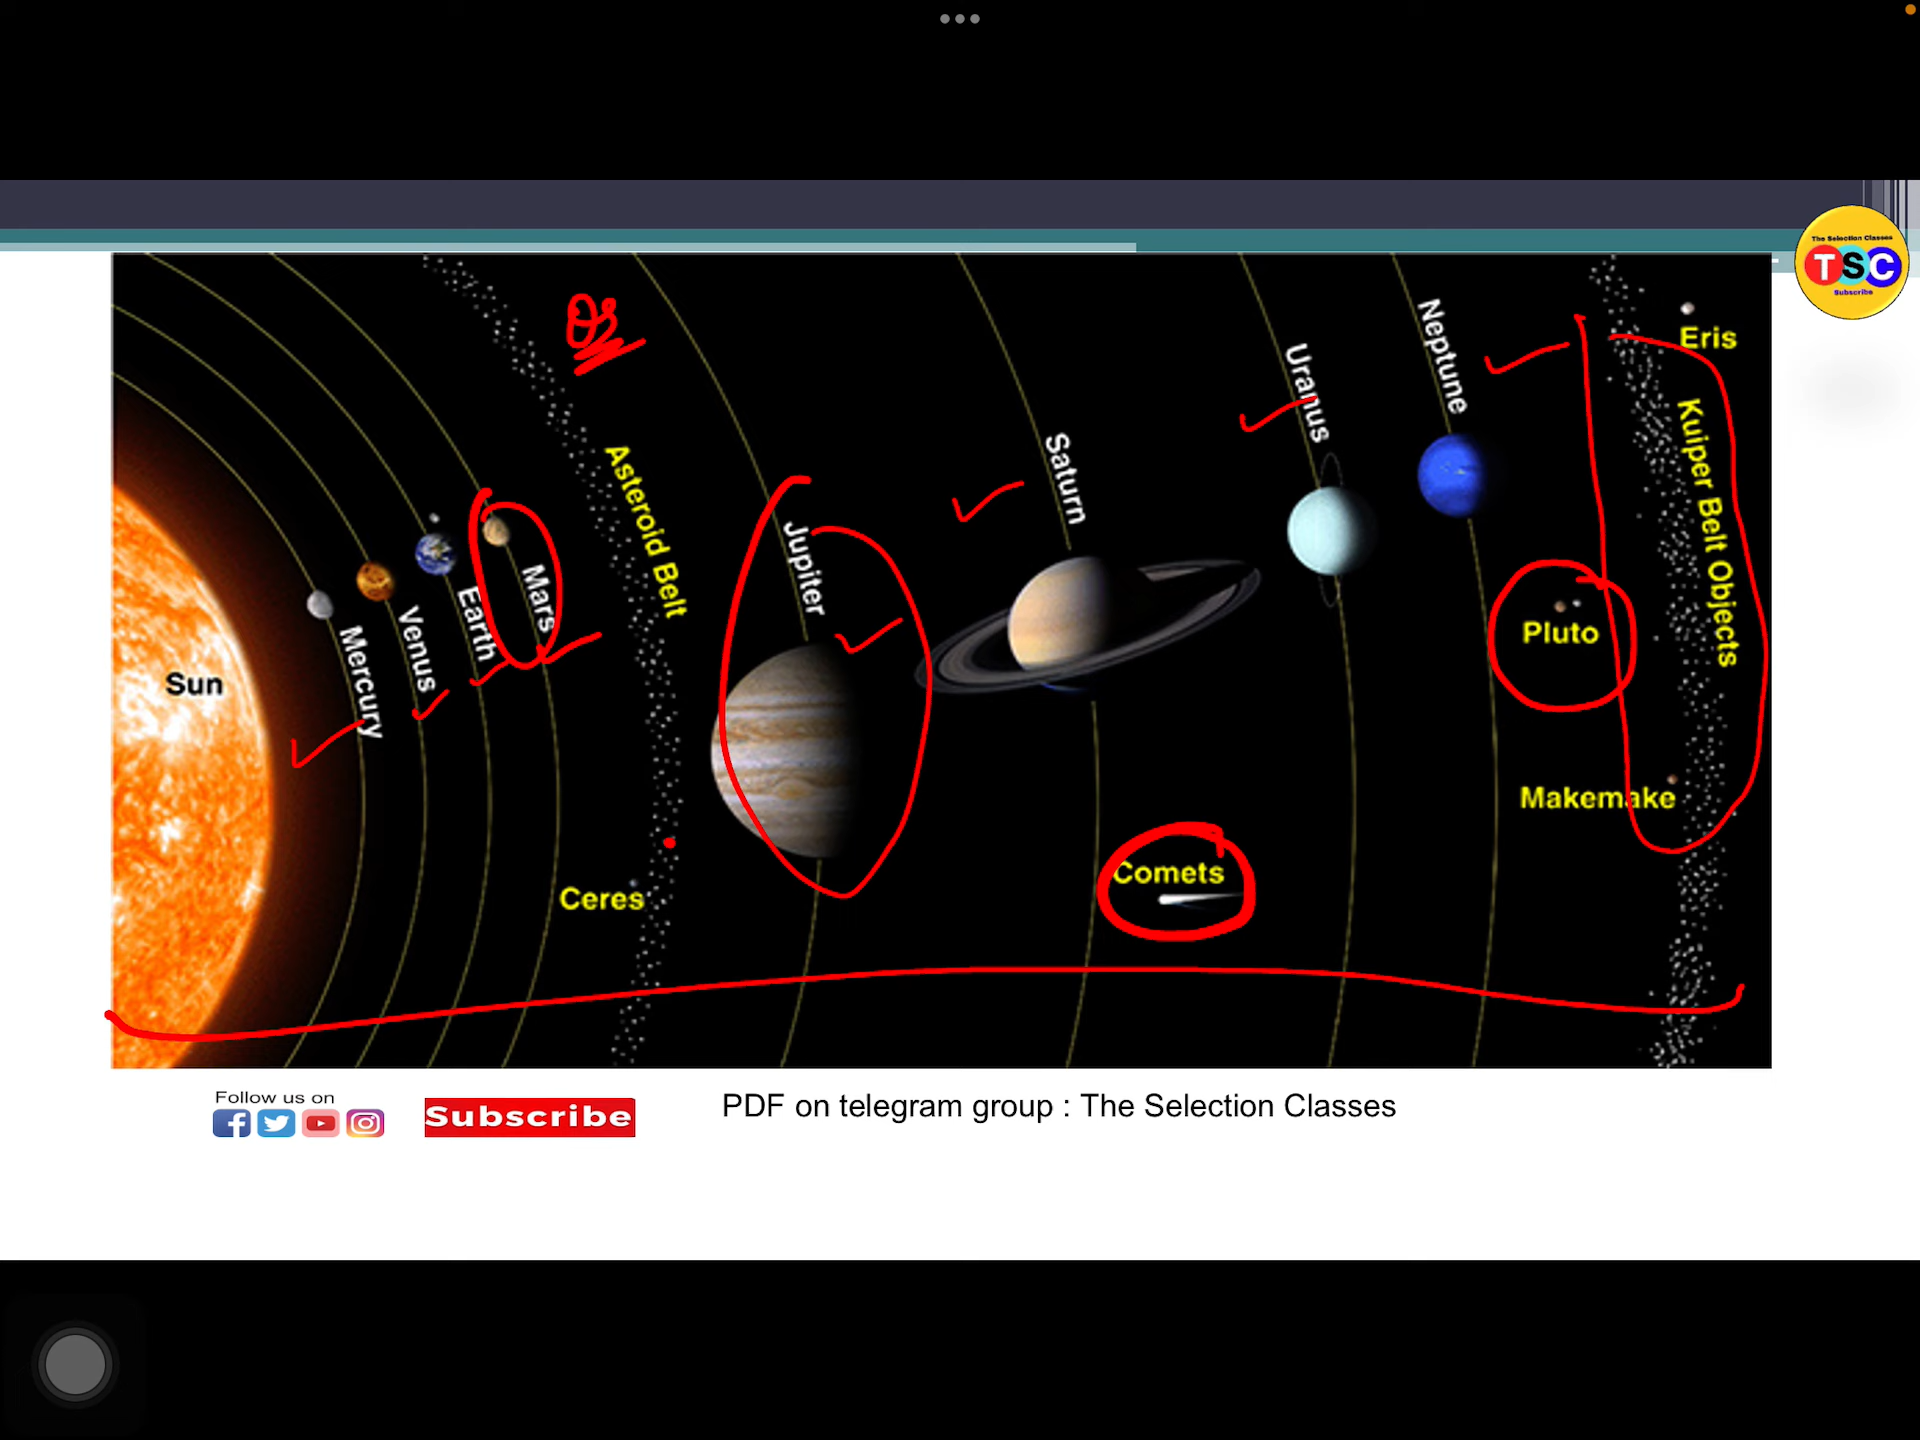 The Selection Classes
TSC
Subscribe
Neptune
Eris
Uranus
Kuiper Belt Objects
Saturn
Asteroid Belt
Jupiter
Mars
Earth
Venus
Mercury
Pluto
Sun
Makemake
Comets
Ceres
Follow us on
Subscribe
PDF on telegram group : The Selection Classes